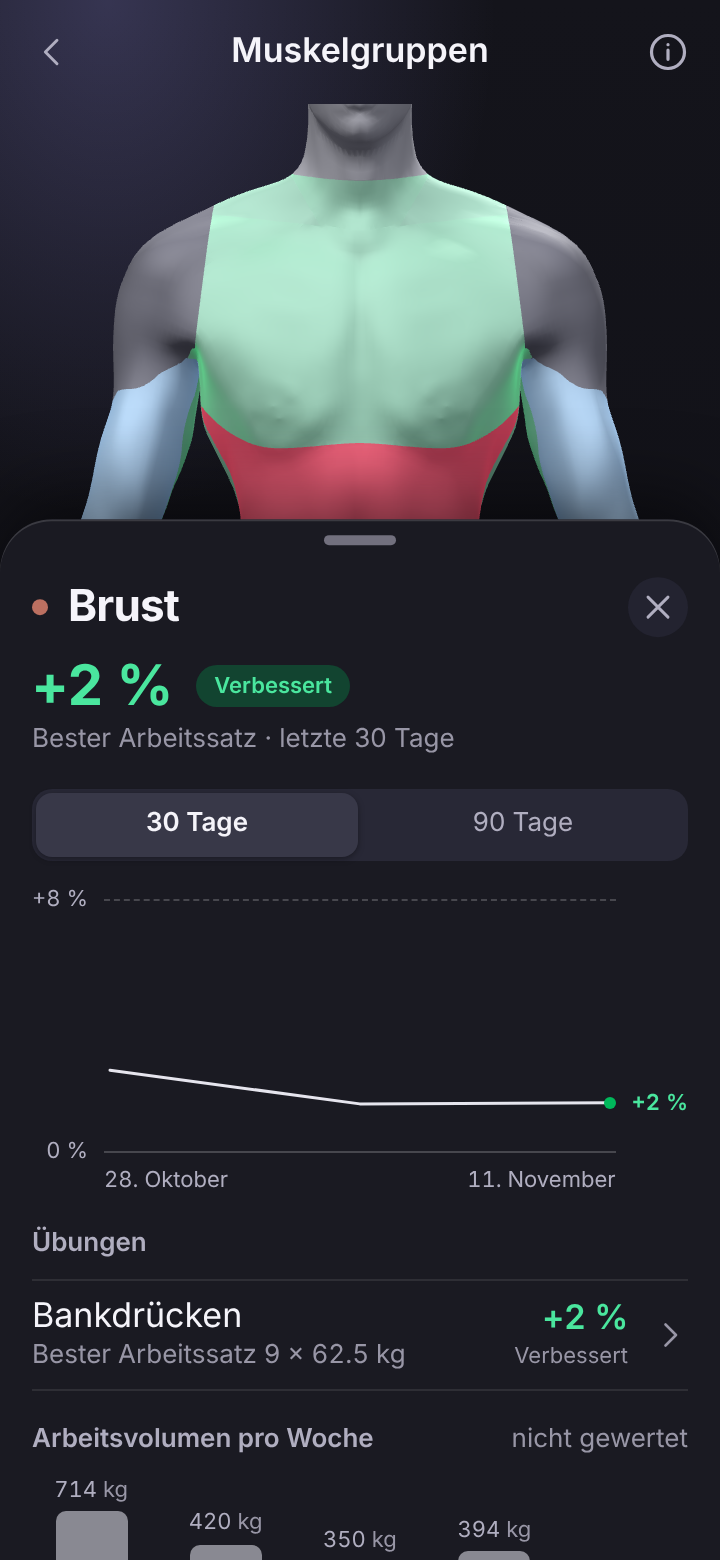 Muskelgruppen
Brust
+2 %
Verbessert
Bester Arbeitssatz · letzte 30 Tage
30 Tage
90 Tage
+8 %
+2 %
0 %
28. Oktober
11. November
Übungen
Bankdrücken
+2 %
Bester Arbeitssatz 9 × 62.5 kg
Verbessert
Arbeitsvolumen pro Woche
nicht gewertet
714 kg
420 kg
350 kg
394 kg